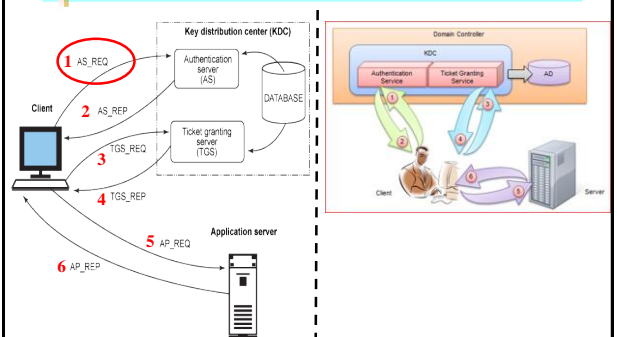 Key distribution center (KDC)
1 AS_REQ
Authentication
server
(AS)
DATABASE
Client
2 AS_REP
3
TGS_REQ
Ticket granting
server
(TGS)
4 TGS_REP
5 AP_REQ
Application server
6 AP_REP
Domain Controller
KDC
Authentication
Service
Ticket Granting
Service
AD
1
2
3
4
Client
6
5
Server